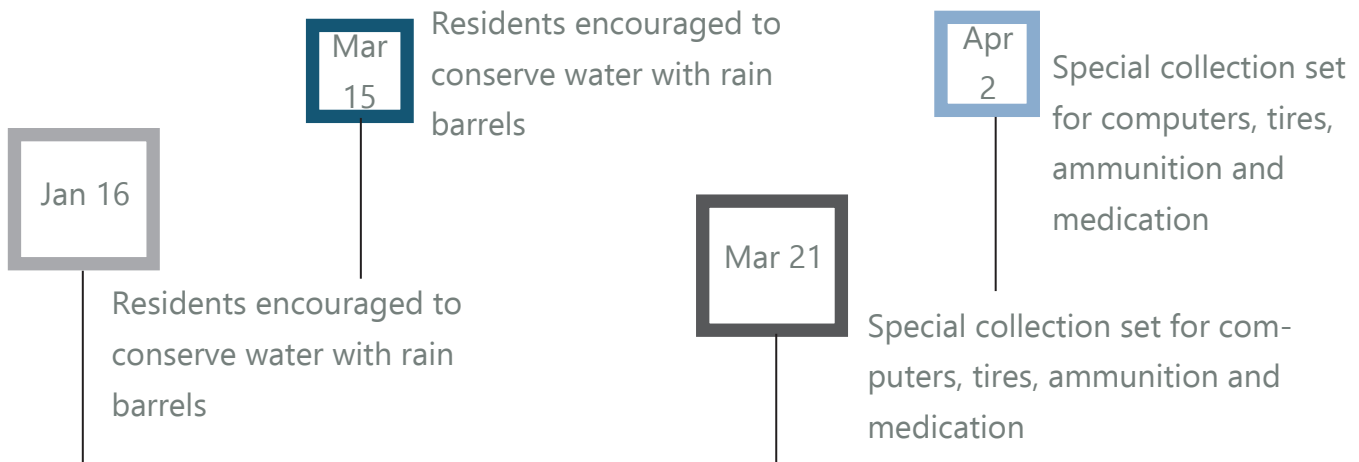 Jan 16
Residents encouraged to
conserve water with rain
barrels
Mar
15
Residents encouraged to
conserve water with rain
barrels
Mar 21
Special collection set for com-
puters, tires, ammunition and
medication
Apr
2
Special collection set
for computers, tires,
ammunition and
medication